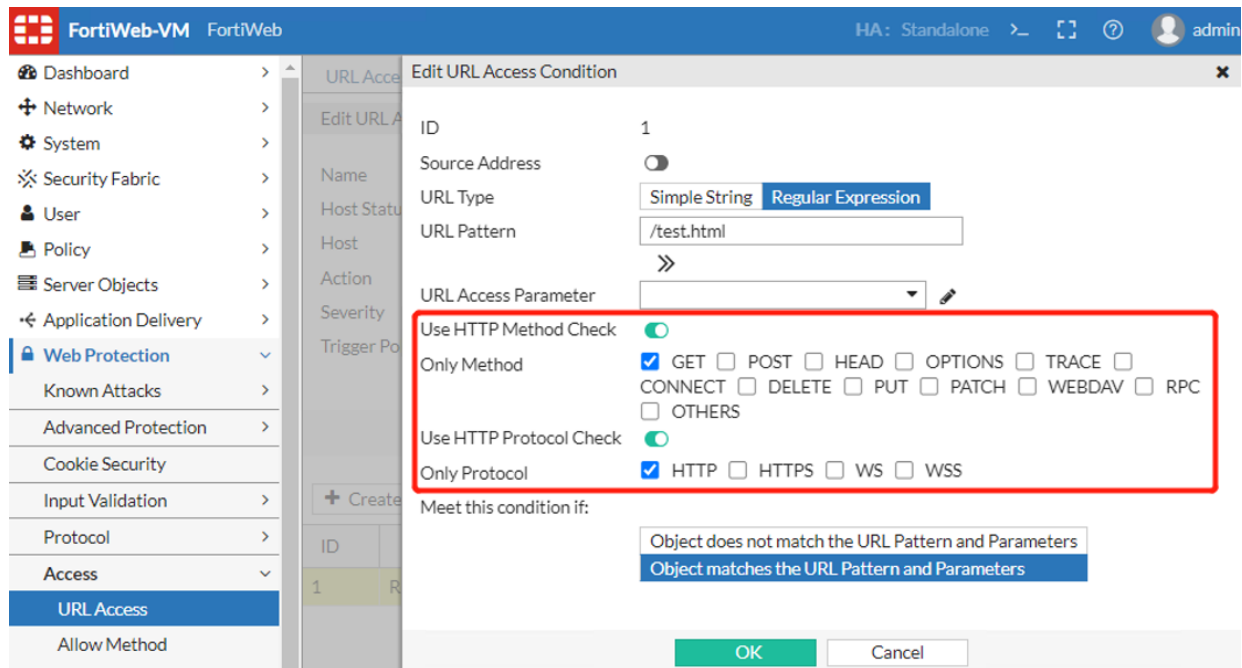 FortiWeb-VM FortiWeb
HA: Standalone >_ admin
Dashboard
Network
System
Security Fabric
User
Policy
Server Objects
Application Delivery
Web Protection
Known Attacks
Advanced Protection
Cookie Security
Input Validation
Protocol
Access
URL Access
Allow Method
URL Acce
Edit URL A
Name
Host Statu
Host
Action
Severity
Trigger Po
+ Create
ID
1 R
Edit URL Access Condition
ID 1
Source Address
URL Type Simple String Regular Expression
URL Pattern /test.html
URL Access Parameter
Use HTTP Method Check
Only Method GET POST HEAD OPTIONS TRACE
CONNECT DELETE PUT PATCH WEBDAV RPC
OTHERS
Use HTTP Protocol Check
Only Protocol HTTP HTTPS WS WSS
Meet this condition if:
Object does not match the URL Pattern and Parameters
Object matches the URL Pattern and Parameters
OK Cancel